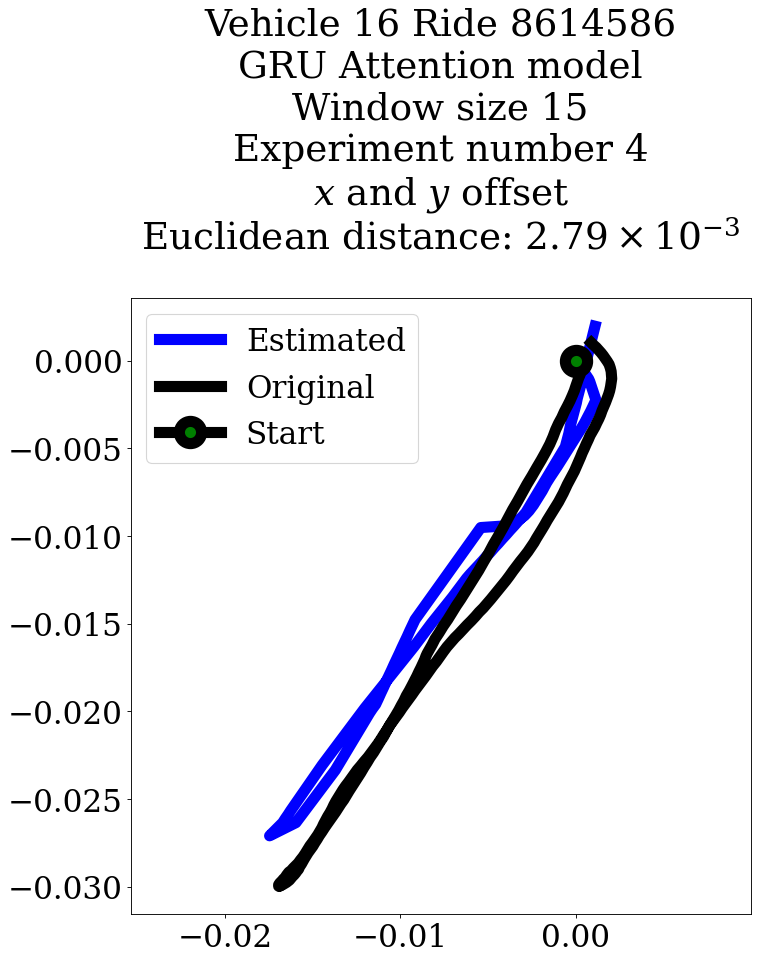 Vehicle 16 Ride 8614586
GRU Attention model
Window size 15
Experiment number 4
x and y offset
Euclidean distance: 2.79 × 10⁻³
Estimated
Original
Start
0.000
−0.005
−0.010
−0.015
−0.020
−0.025
−0.030
−0.02 −0.01 0.00